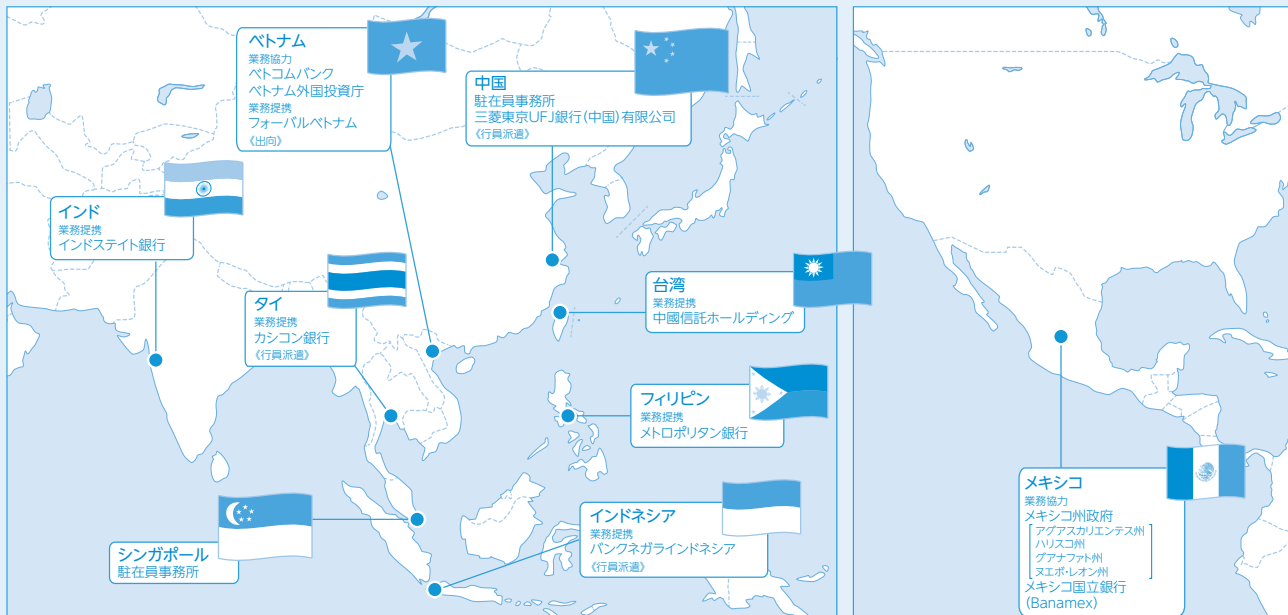 ベトナム
業務協力
ベトコムバンク
ベトナム外国投資庁
業務提携
フォーバルベトナム
《出向》
中国
駐在員事務所
三菱東京UFJ銀行(中国)有限公司
《行員派遣》
インド
業務提携
インドステイト銀行
タイ
業務提携
カシコン銀行
《行員派遣》
台湾
業務提携
中國信託ホールディング
フィリピン
業務提携
メトロポリタン銀行
シンガポール
駐在員事務所
インドネシア
業務提携
バンクネガラインドネシア
《行員派遣》
メキシコ
業務協力
メキシコ州政府
アグアスカリエンテス州
ハリスコ州
グアナファト州
ヌエボ・レオン州
メキシコ国立銀行
(Banamex)